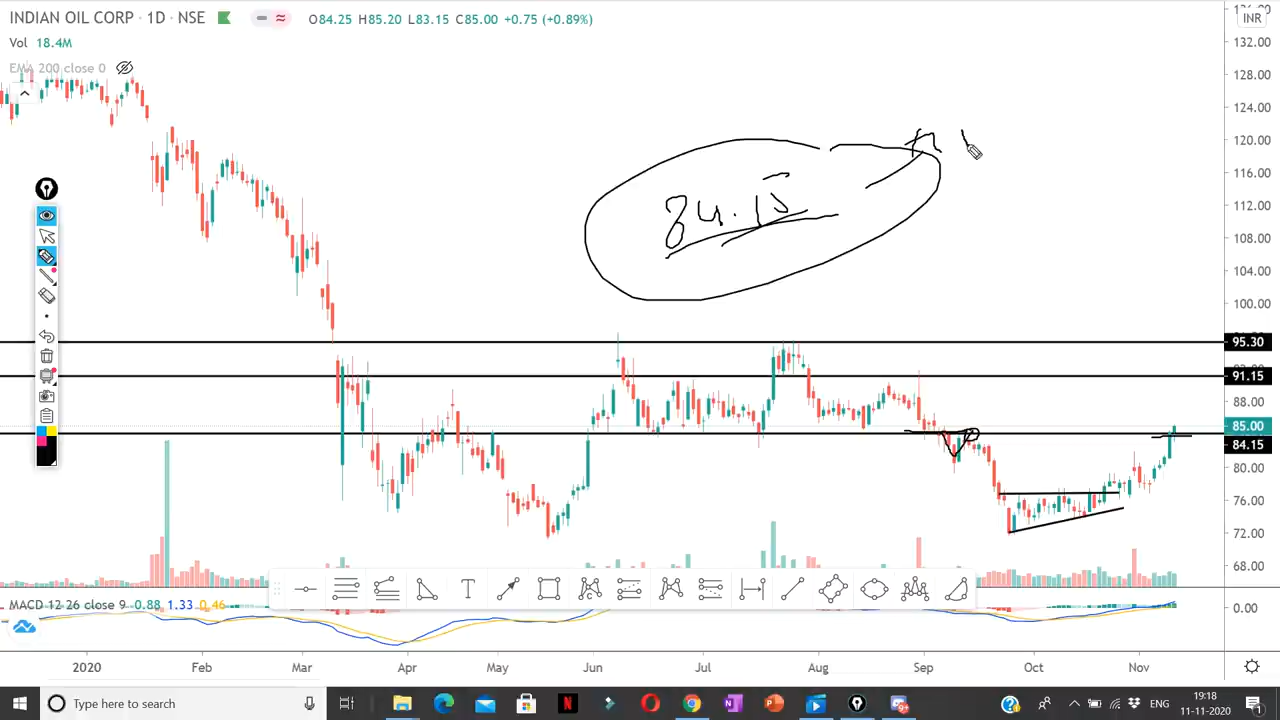 INDIAN OIL CORP · 1D · NSE O84.25 H85.20 L83.15 C85.00 +0.75 (+0.89%)
Vol 18.4M
EMA 200 close 0
INR
136.00
132.00
128.00
124.00
120.00
116.00
112.00
108.00
104.00
100.00
95.30
91.15
88.00
85.00
84.15
80.00
76.00
72.00
68.00
84.15
T
MACD 12 26 close 9 -0.88 1.33 0.46
0.00
2020 Feb Mar Apr May Jun Jul Aug Sep Oct Nov
Type here to search
ENG
19:18
11-11-2020